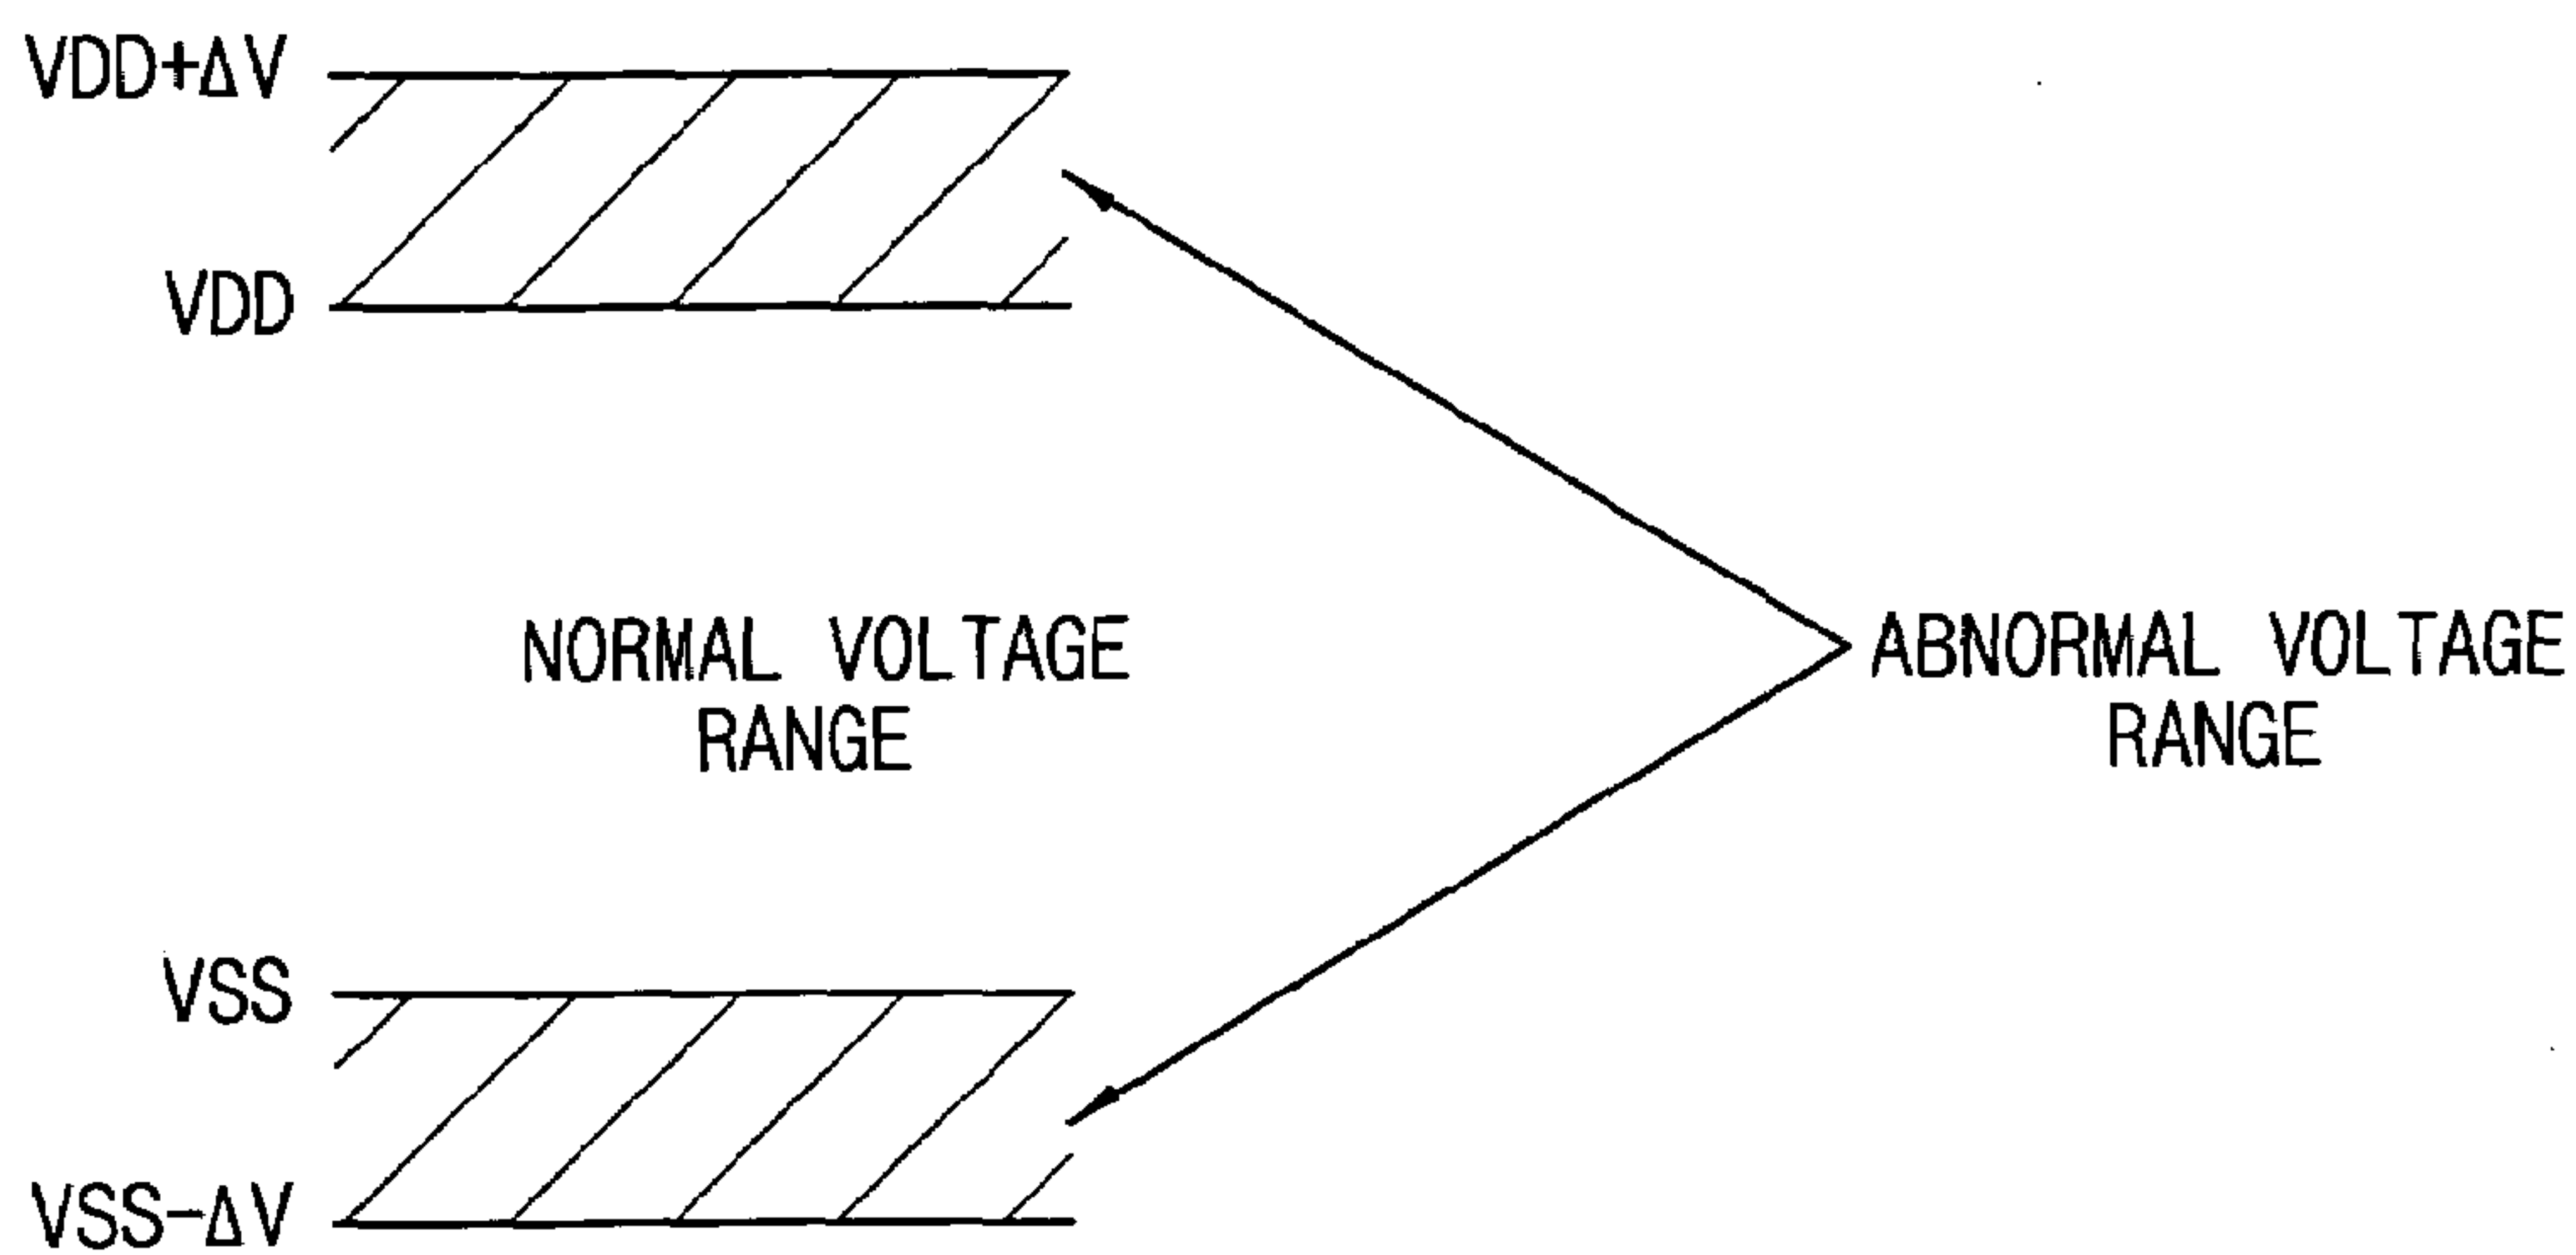 VDD+ΔV
VDD
NORMAL VOLTAGE
RANGE
ABNORMAL VOLTAGE
RANGE
VSS
VSS-ΔV